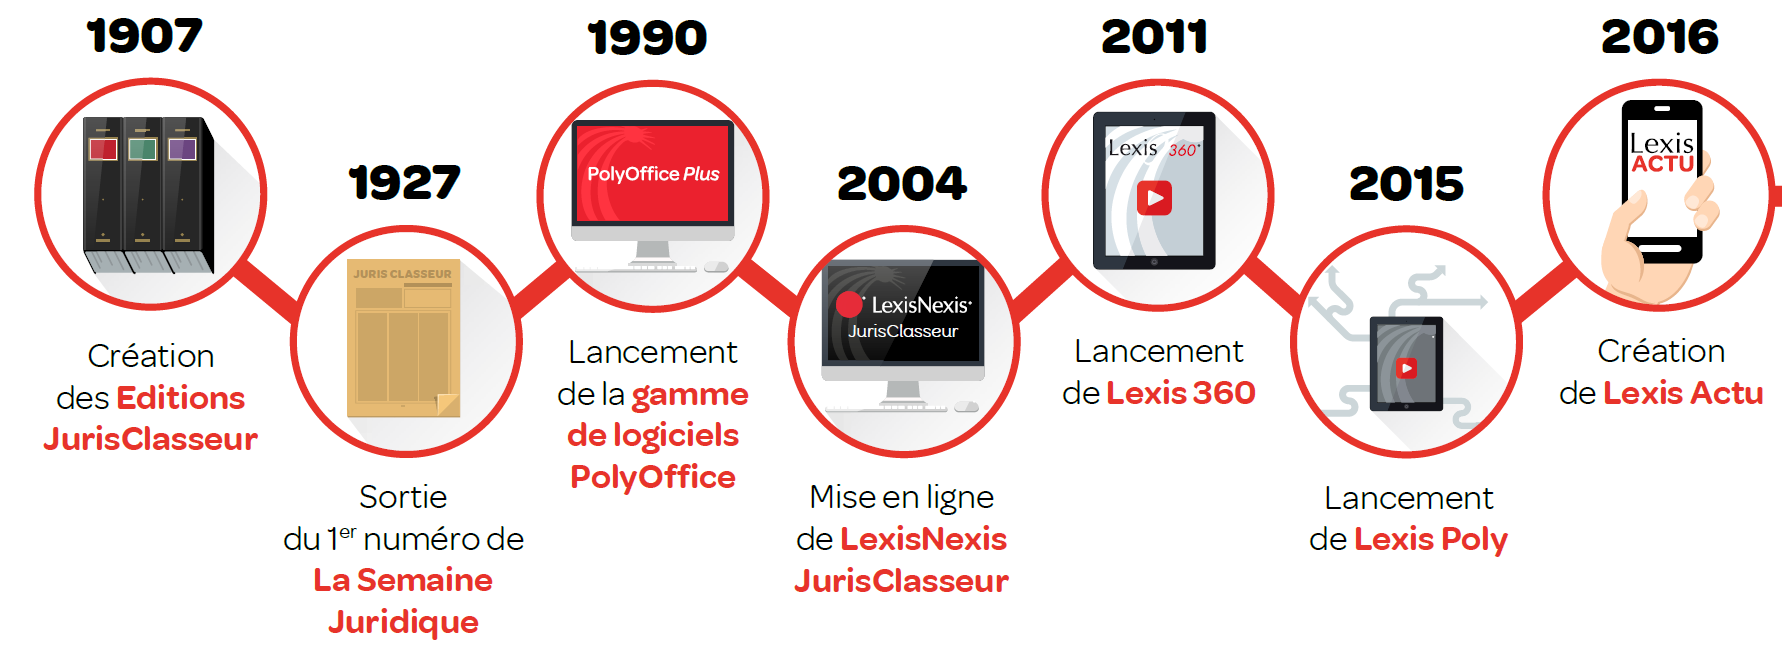 1907
Création
des Editions
JurisClasseur
1927
JURIS CLASSEUR
Sortie
du 1er numéro de
La Semaine
Juridique
1990
PolyOffice Plus
Lancement
de la gamme
de logiciels
PolyOffice
2004
LexisNexis
JurisClasseur
Mise en ligne
de LexisNexis
JurisClasseur
2011
Lexis 360
Lancement
de Lexis 360
2015
Lancement
de Lexis Poly
2016
Lexis
ACTU
Création
de Lexis Actu